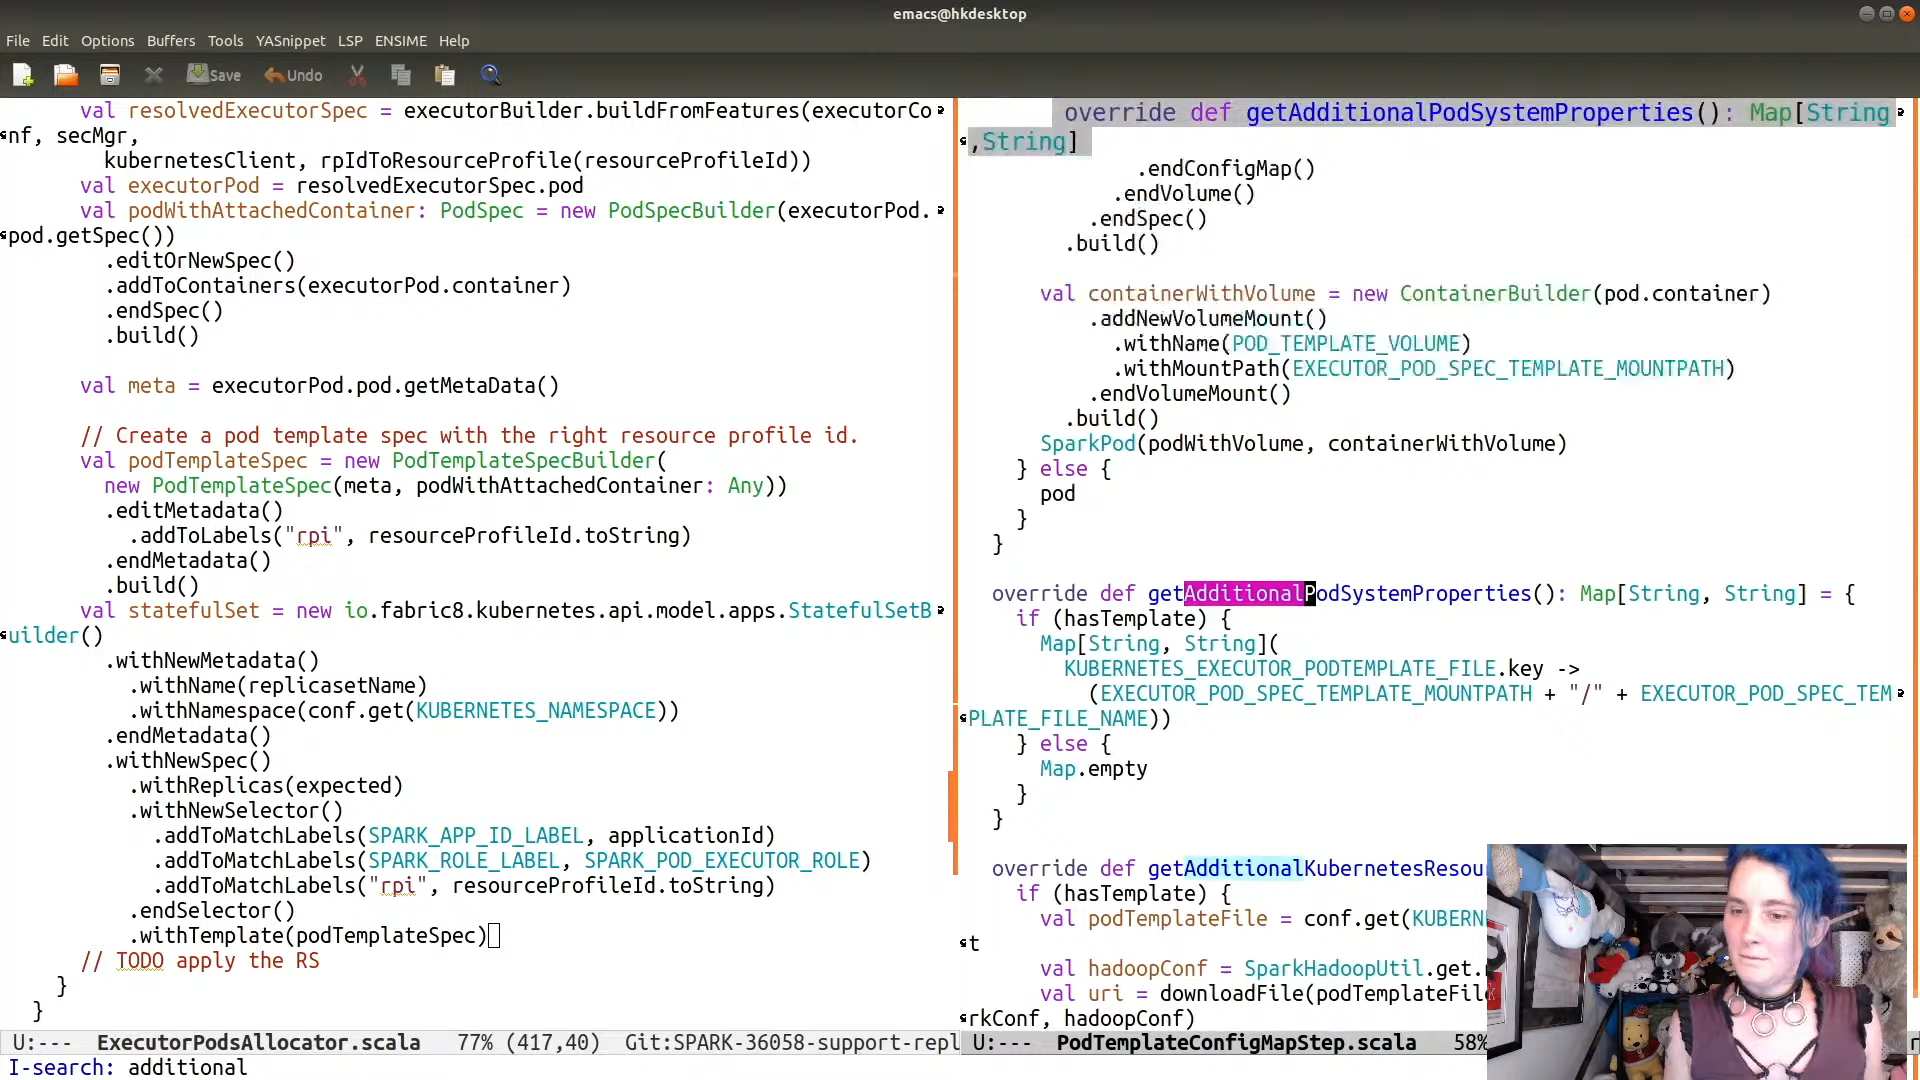 emacs@hkdesktop
File Edit Options Buffers Tools YASnippet LSP ENSIME Help
Save Undo
val resolvedExecutorSpec = executorBuilder.buildFromFeatures(executorCo
nf, secMgr,
kubernetesClient, rpIdToResourceProfile(resourceProfileId))
val executorPod = resolvedExecutorSpec.pod
val podWithAttachedContainer: PodSpec = new PodSpecBuilder(executorPod.
pod.getSpec())
.editOrNewSpec()
.addToContainers(executorPod.container)
.endSpec()
.build()
val meta = executorPod.pod.getMetaData()
// Create a pod template spec with the right resource profile id.
val podTemplateSpec = new PodTemplateSpecBuilder(
new PodTemplateSpec(meta, podWithAttachedContainer: Any))
.editMetadata()
.addToLabels("rpi", resourceProfileId.toString)
.endMetadata()
.build()
val statefulSet = new io.fabric8.kubernetes.api.model.apps.StatefulSetB
uilder()
.withNewMetadata()
.withName(replicasetName)
.withNamespace(conf.get(KUBERNETES_NAMESPACE))
.endMetadata()
.withNewSpec()
.withReplicas(expected)
.withNewSelector()
.addToMatchLabels(SPARK_APP_ID_LABEL, applicationId)
.addToMatchLabels(SPARK_ROLE_LABEL, SPARK_POD_EXECUTOR_ROLE)
.addToMatchLabels("rpi", resourceProfileId.toString)
.endSelector()
.withTemplate(podTemplateSpec)
// TODO apply the RS
}
}
U:--- ExecutorPodsAllocator.scala 77% (417,40) Git:SPARK-36058-support-repl
I-search: additional
override def getAdditionalPodSystemProperties(): Map[String
,String]
.endConfigMap()
.endVolume()
.endSpec()
.build()
val containerWithVolume = new ContainerBuilder(pod.container)
.addNewVolumeMount()
.withName(POD_TEMPLATE_VOLUME)
.withMountPath(EXECUTOR_POD_SPEC_TEMPLATE_MOUNTPATH)
.endVolumeMount()
.build()
SparkPod(podWithVolume, containerWithVolume)
} else {
pod
}
}
override def getAdditionalPodSystemProperties(): Map[String, String] = {
if (hasTemplate) {
Map[String, String](
KUBERNETES_EXECUTOR_PODTEMPLATE_FILE.key ->
(EXECUTOR_POD_SPEC_TEMPLATE_MOUNTPATH + "/" + EXECUTOR_POD_SPEC_TEM
PLATE_FILE_NAME))
} else {
Map.empty
}
}
override def getAdditionalKubernetesResou
if (hasTemplate) {
val podTemplateFile = conf.get(KUBERN
t
val hadoopConf = SparkHadoopUtil.get.
val uri = downloadFile(podTemplateFil
rkConf, hadoopConf)
U:--- PodTemplateConfigMapStep.scala 58%